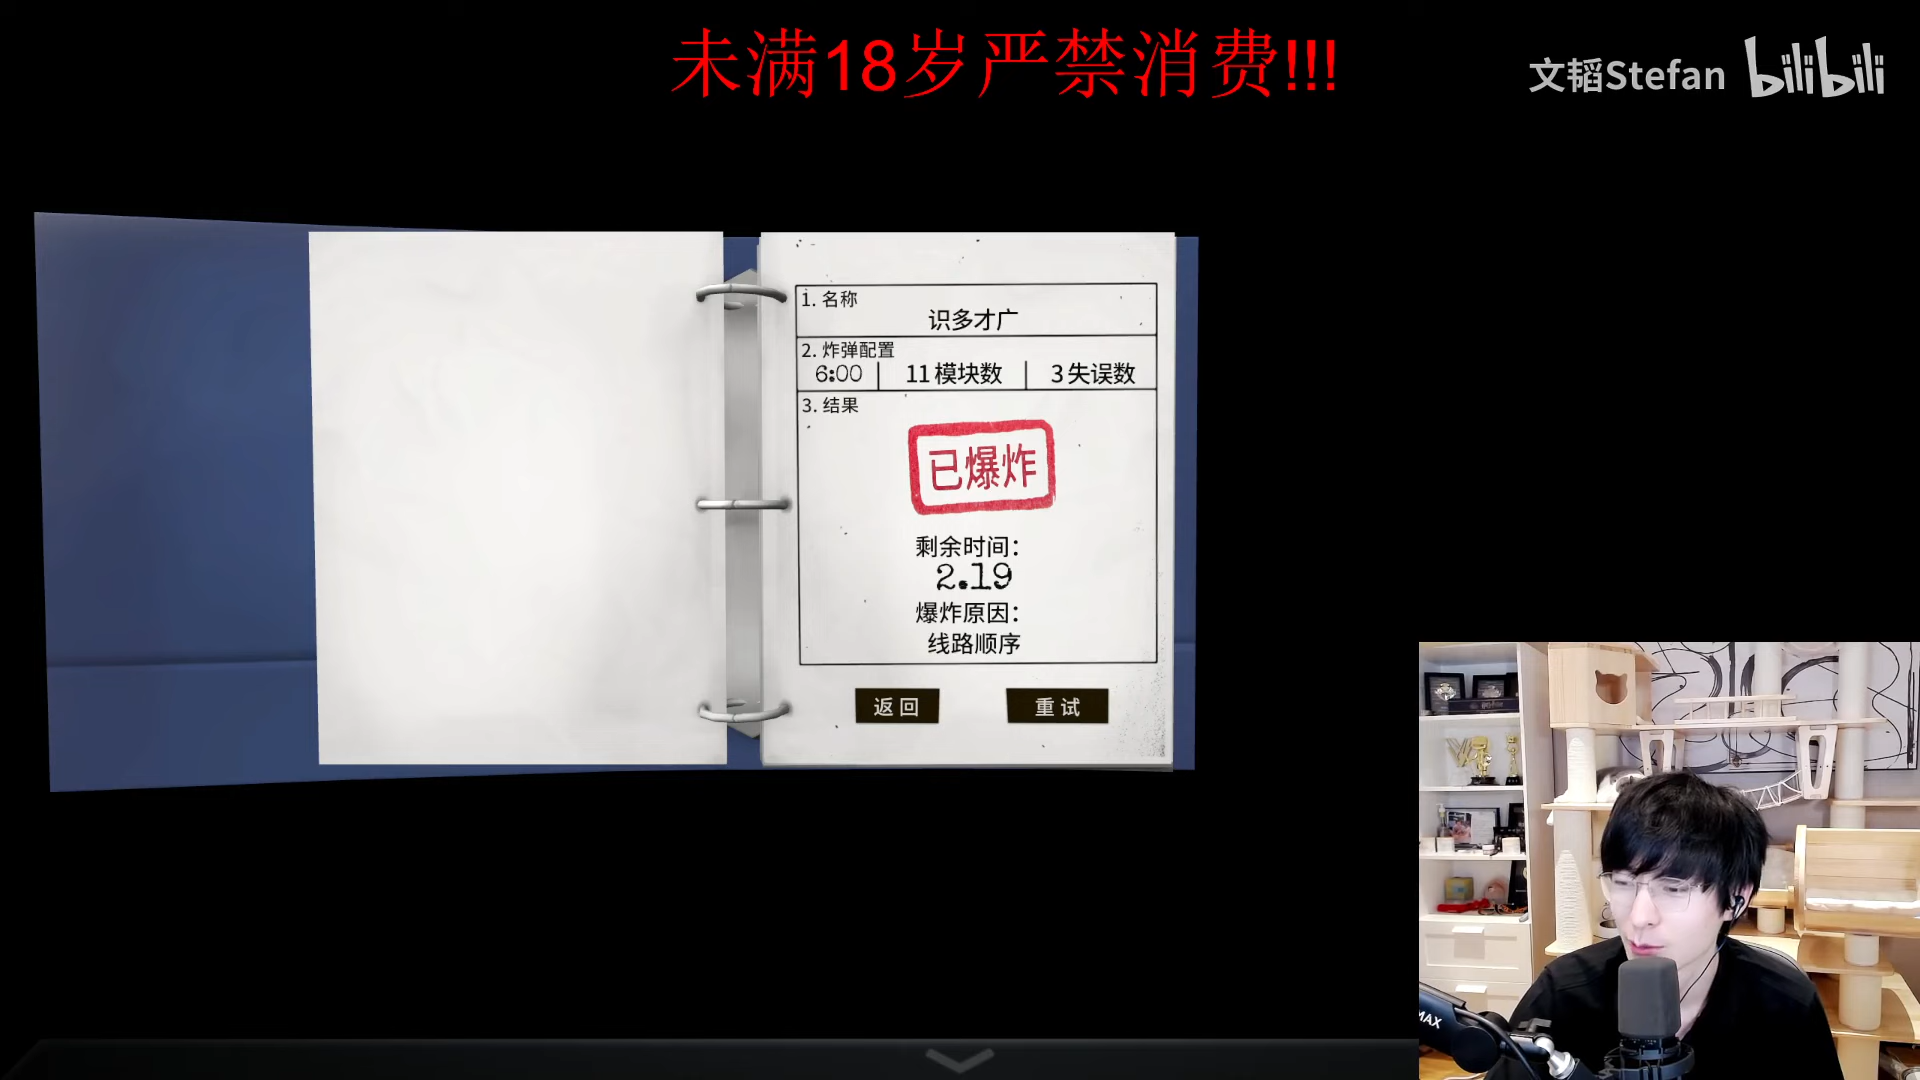 未满18岁严禁消费!!!
文韬Stefan bilibili
1. 名称
识多才广
2. 炸弹配置
6:00 | 11 模块数 | 3 失误数
3. 结果
已爆炸
剩余时间:
2.19
爆炸原因:
线路顺序
返回 重试
MAX